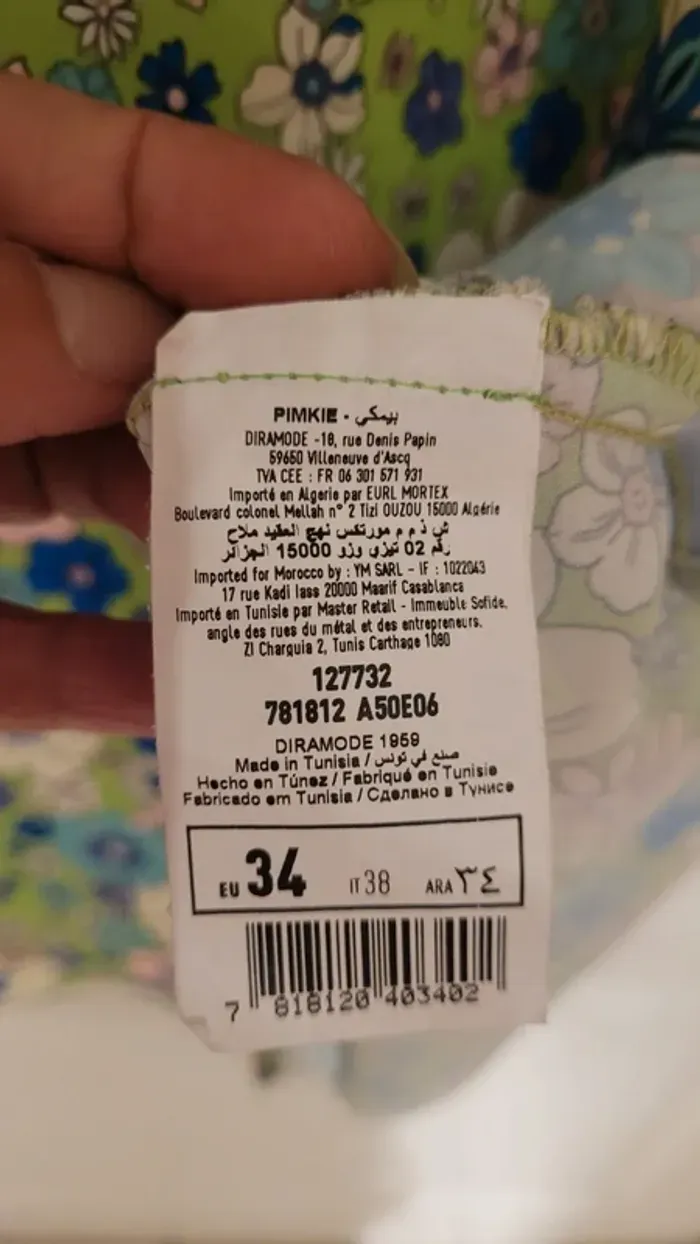 PIMKIE - بيمكي
DIRAMODE -18, rue Denis Papin
59650 Villeneuve d'Ascq
TVA CEE : FR 06 301 571 931
Importé en Algerie par EURL MORTEX
Boulevard colonel Mellah n° 2 Tizi OUZOU 15000 Algérie
ش ذ م م مورتكس نهج العقيد ملاح
رقم 02 تيزي وزو 15000 الجزائر
Imported for Morocco by : YM SARL - IF : 1022043
17 rue Kadi Iass 20000 Maarif Casablanca
Importé en Tunisie par Master Retail - Immeuble Sofide,
angle des rues du métal et des entrepreneurs.
ZI Charguia 2, Tunis Carthage 1080
127732
781812 A50E06
DIRAMODE 1959
Made in Tunisia / صنع في تونس
Hecho en Túnez / Fabriqué en Tunisie
Fabricado em Tunisia / Сделано в Тунисе
EU 34 IT 38 ARA ٣٤
7 818120 403402